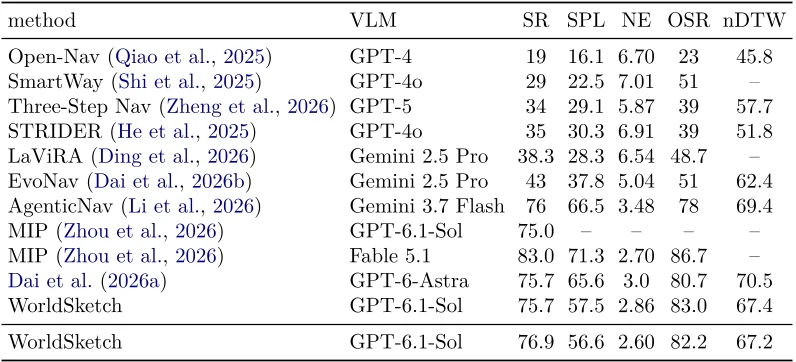 method VLM SR SPL NE OSR nDTW
Open-Nav (Qiao et al., 2025) GPT-4 19 16.1 6.70 23 45.8
SmartWay (Shi et al., 2025) GPT-4o 29 22.5 7.01 51 –
Three-Step Nav (Zheng et al., 2026) GPT-5 34 29.1 5.87 39 57.7
STRIDER (He et al., 2025) GPT-4o 35 30.3 6.91 39 51.8
LaViRA (Ding et al., 2026) Gemini 2.5 Pro 38.3 28.3 6.54 48.7 –
EvoNav (Dai et al., 2026b) Gemini 2.5 Pro 43 37.8 5.04 51 62.4
AgenticNav (Li et al., 2026) Gemini 3.7 Flash 76 66.5 3.48 78 69.4
MIP (Zhou et al., 2026) GPT-6.1-Sol 75.0 – – – –
MIP (Zhou et al., 2026) Fable 5.1 83.0 71.3 2.70 86.7 –
Dai et al. (2026a) GPT-6-Astra 75.7 65.6 3.0 80.7 70.5
WorldSketch GPT-6.1-Sol 75.7 57.5 2.86 83.0 67.4
WorldSketch GPT-6.1-Sol 76.9 56.6 2.60 82.2 67.2